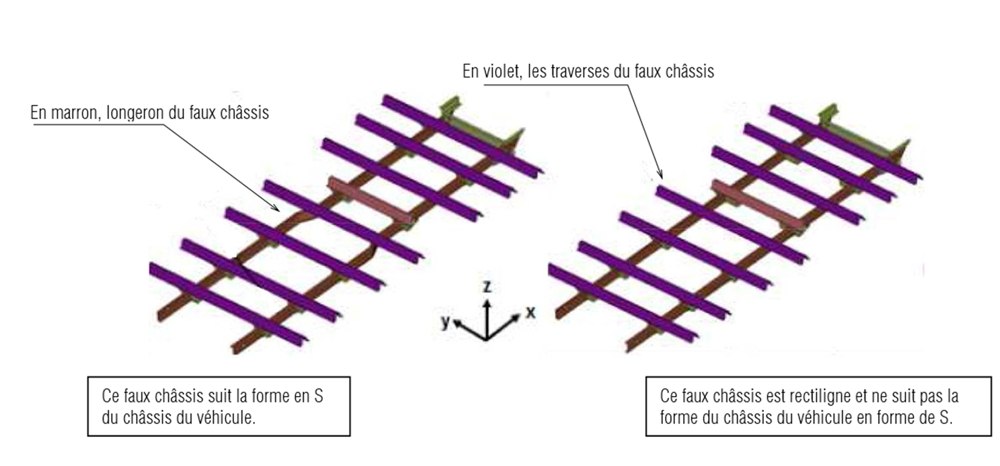 En violet, les traverses du faux châssis
En marron, longeron du faux châssis
z
y
x
Ce faux châssis suit la forme en S
du châssis du véhicule.
Ce faux châssis est rectiligne et ne suit pas la
forme du châssis du véhicule en forme de S.